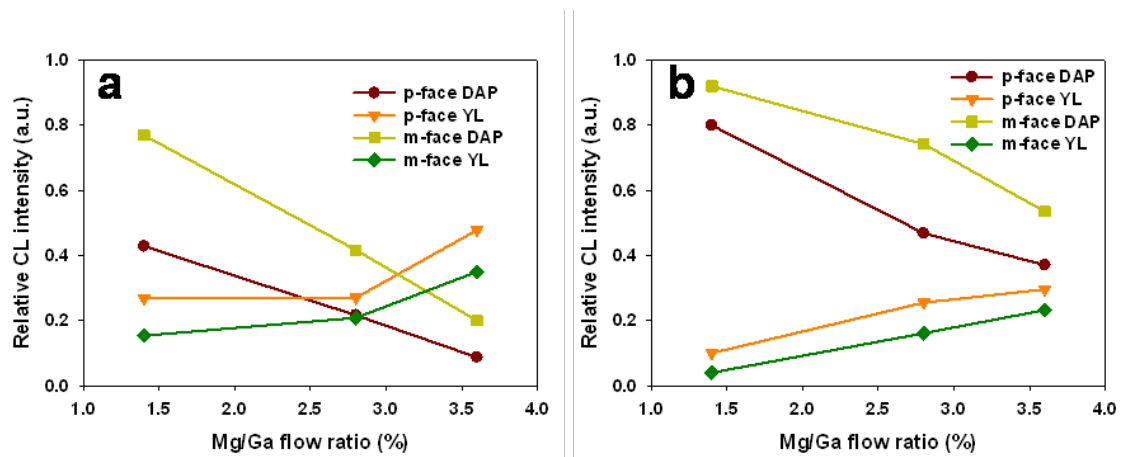 a
p-face DAP
p-face YL
m-face DAP
m-face YL
Relative CL intensity (a.u.)
1.0
0.8
0.6
0.4
0.2
0.0
1.0 1.5 2.0 2.5 3.0 3.5 4.0
Mg/Ga flow ratio (%)
b
p-face DAP
p-face YL
m-face DAP
m-face YL
Relative CL intensity (a.u.)
1.0
0.8
0.6
0.4
0.2
0.0
1.0 1.5 2.0 2.5 3.0 3.5 4.0
Mg/Ga flow ratio (%)